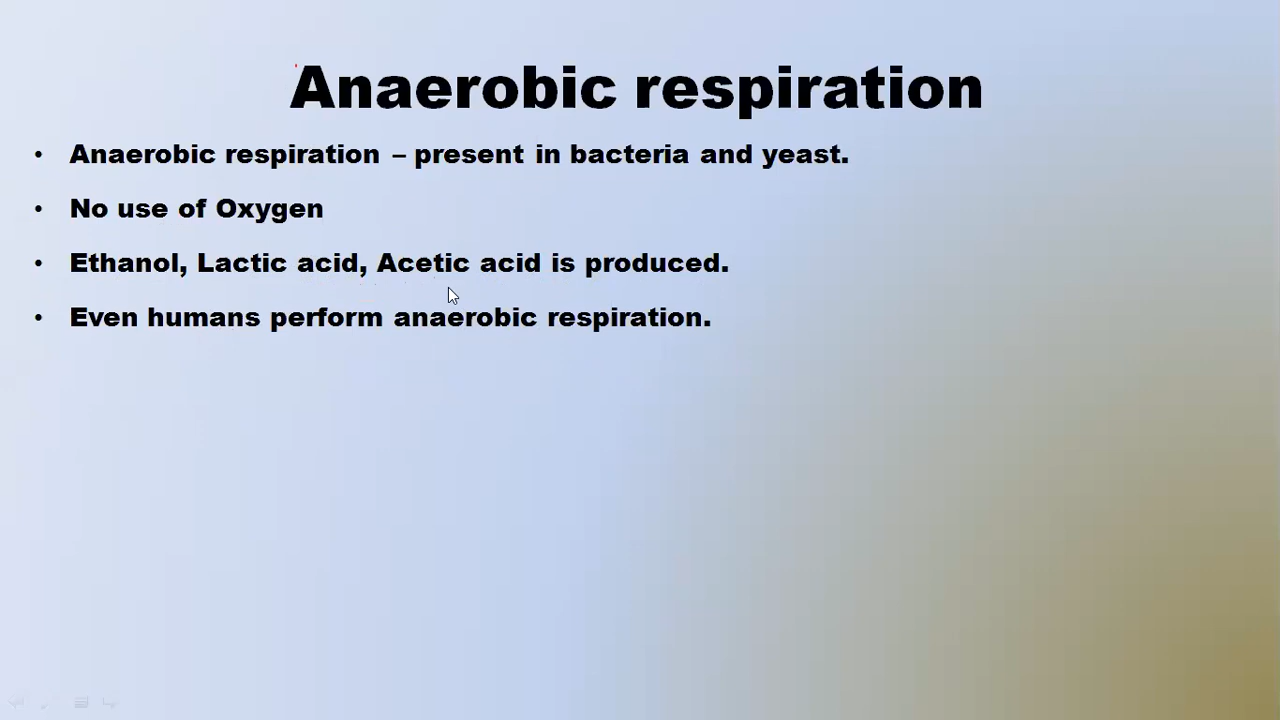 Anaerobic respiration
• Anaerobic respiration – present in bacteria and yeast.
• No use of Oxygen
• Ethanol, Lactic acid, Acetic acid is produced.
• Even humans perform anaerobic respiration.